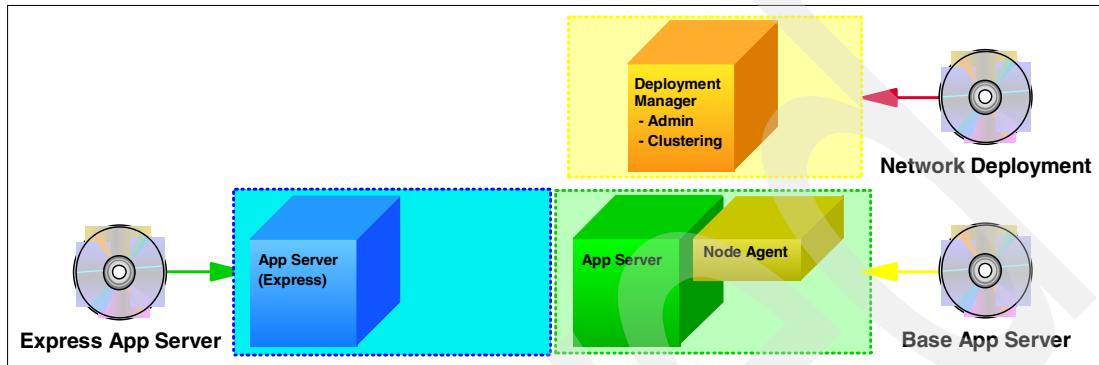 Deployment
Manager
- Admin
- Clustering
Network Deployment
App Server
(Express)
App Server
Node Agent
Express App Server
Base App Server